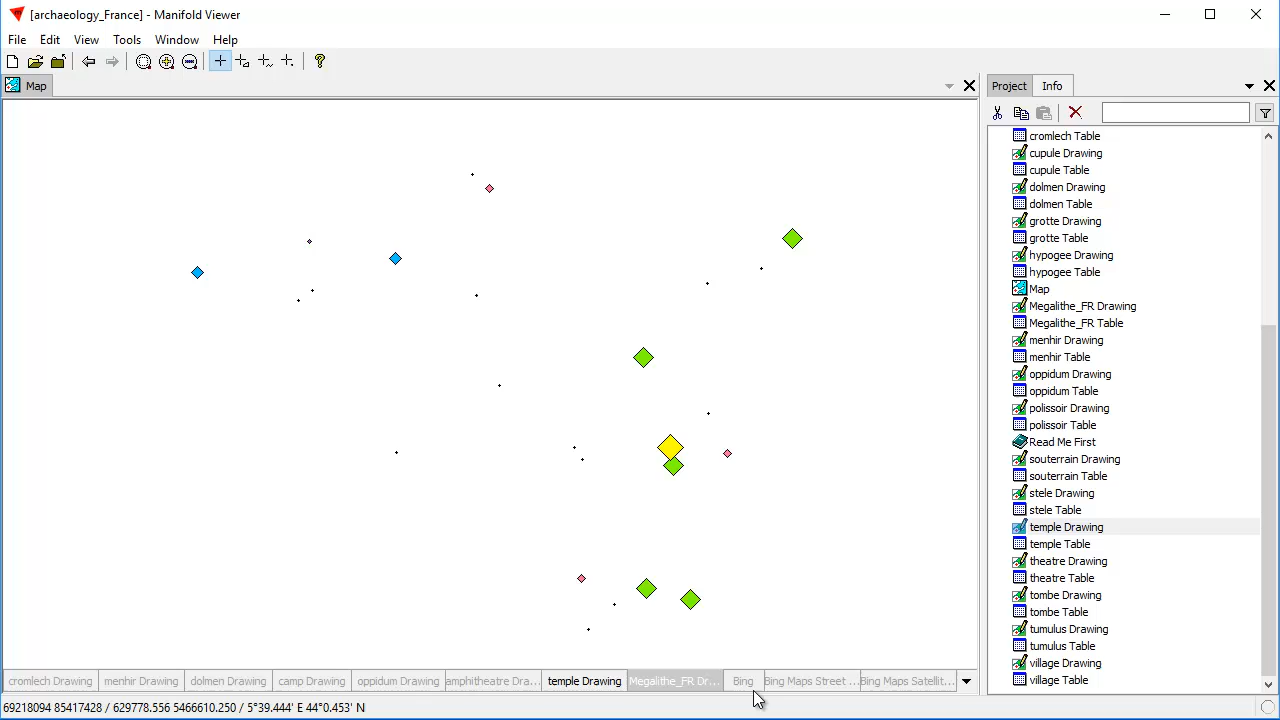 [archaeology_France] - Manifold Viewer
File Edit View Tools Window Help
Map
Project Info
cromlech Table
cupule Drawing
cupule Table
dolmen Drawing
dolmen Table
grotte Drawing
grotte Table
hypogee Drawing
hypogee Table
Map
Megalithe_FR Drawing
Megalithe_FR Table
menhir Drawing
menhir Table
oppidum Drawing
oppidum Table
polissoir Drawing
polissoir Table
Read Me First
souterrain Drawing
souterrain Table
stele Drawing
stele Table
temple Drawing
temple Table
theatre Drawing
theatre Table
tombe Drawing
tombe Table
tumulus Drawing
tumulus Table
village Drawing
village Table
cromlech Drawing menhir Drawing dolmen Drawing camp Drawing oppidum Drawing amphitheatre Dra... temple Drawing Megalithe_FR Dr... Bing Bing Maps Street ... Bing Maps Satellit...
69218094 85417428 / 629778.556 5466610.250 / 5°39.444' E 44°0.453' N